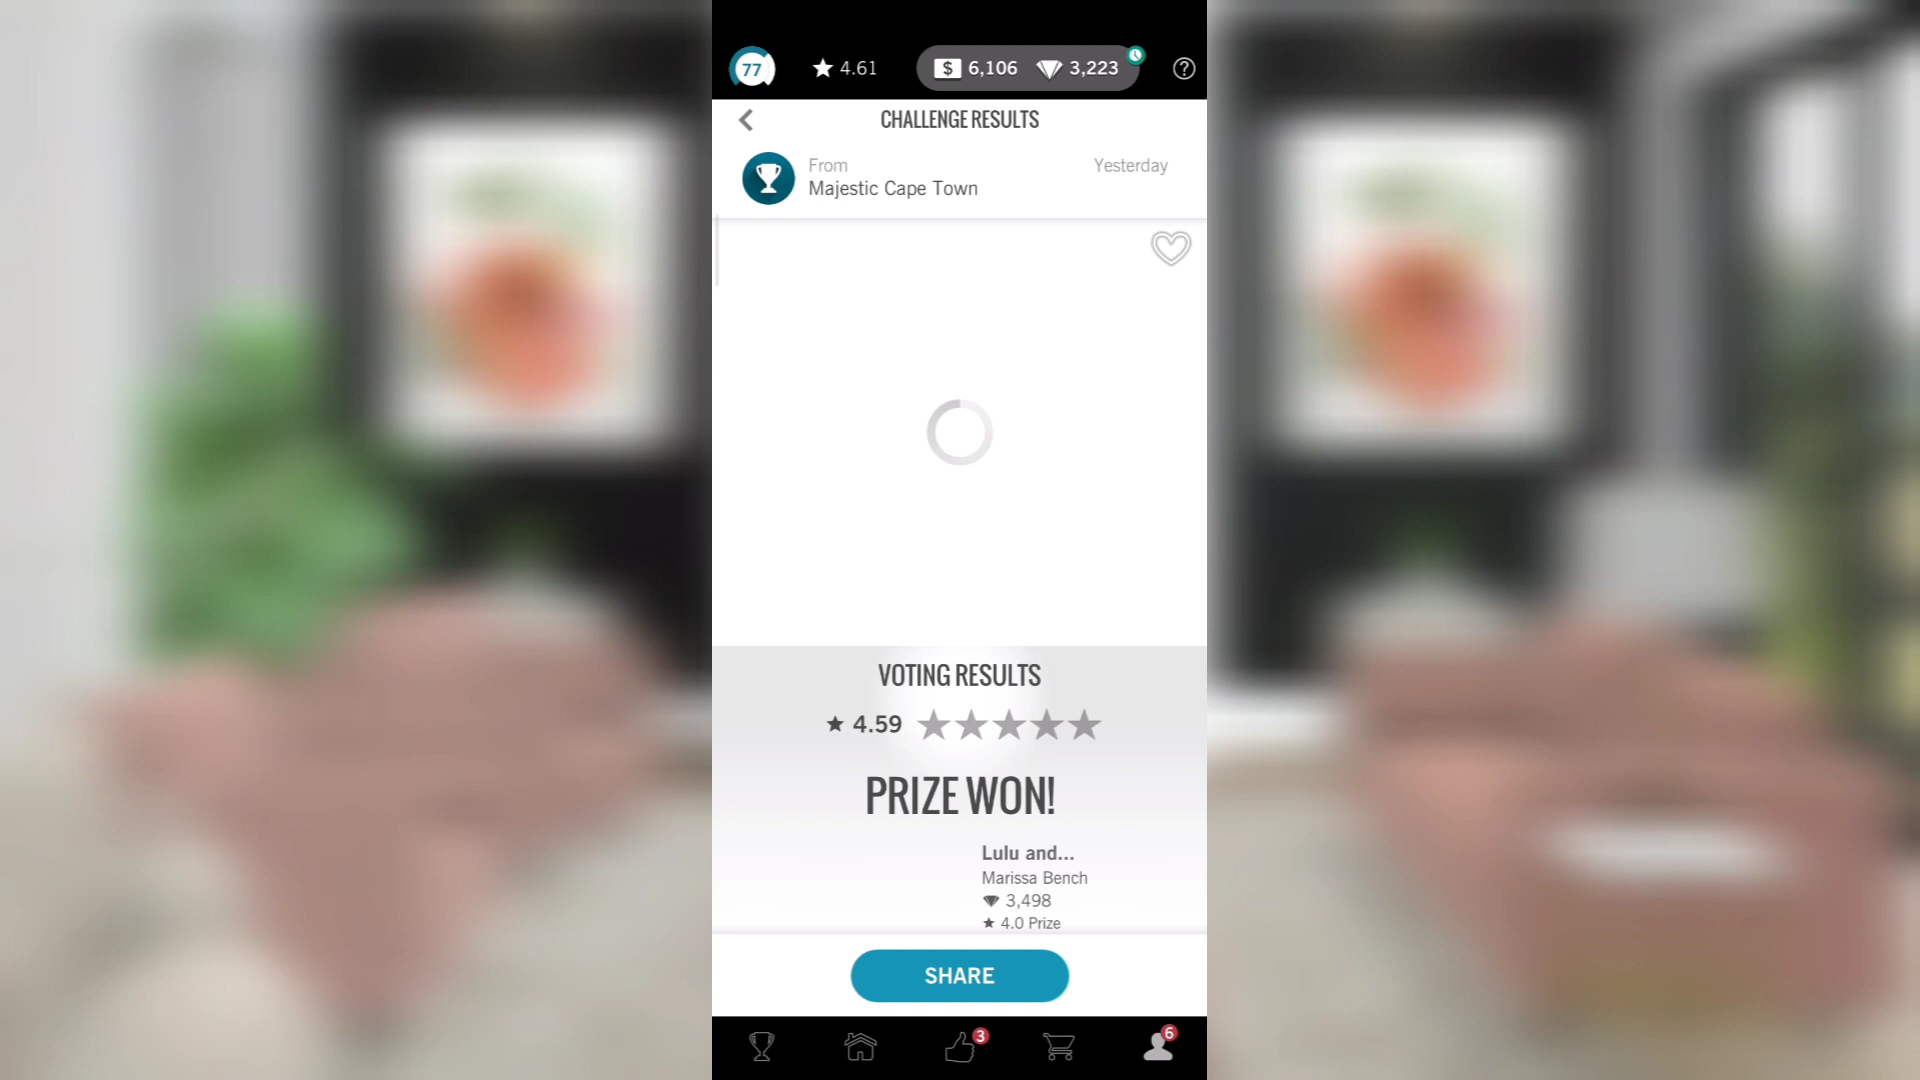 77
4.61
$ 6,106
3,223
?
CHALLENGE RESULTS
From
Yesterday
Majestic Cape Town
VOTING RESULTS
4.59
PRIZE WON!
Lulu and...
Marissa Bench
3,498
4.0 Prize
SHARE
3
6